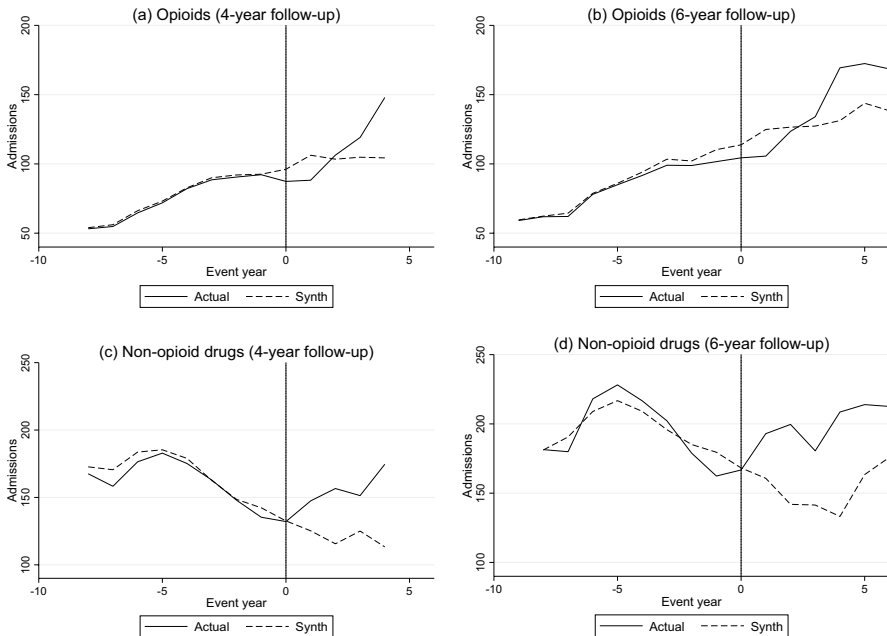 (a) Opioids (4-year follow-up)
200
150
100
50
Admissions
-10
-5
0
5
Event year
Actual
Synth
(b) Opioids (6-year follow-up)
200
150
100
50
Admissions
-10
-5
0
5
Event year
Actual
Synth
(c) Non-opioid drugs (4-year follow-up)
250
200
150
100
Admissions
-10
-5
0
5
Event year
Actual
Synth
(d) Non-opioid drugs (6-year follow-up)
250
200
150
100
Admissions
-10
-5
0
5
Event year
Actual
Synth